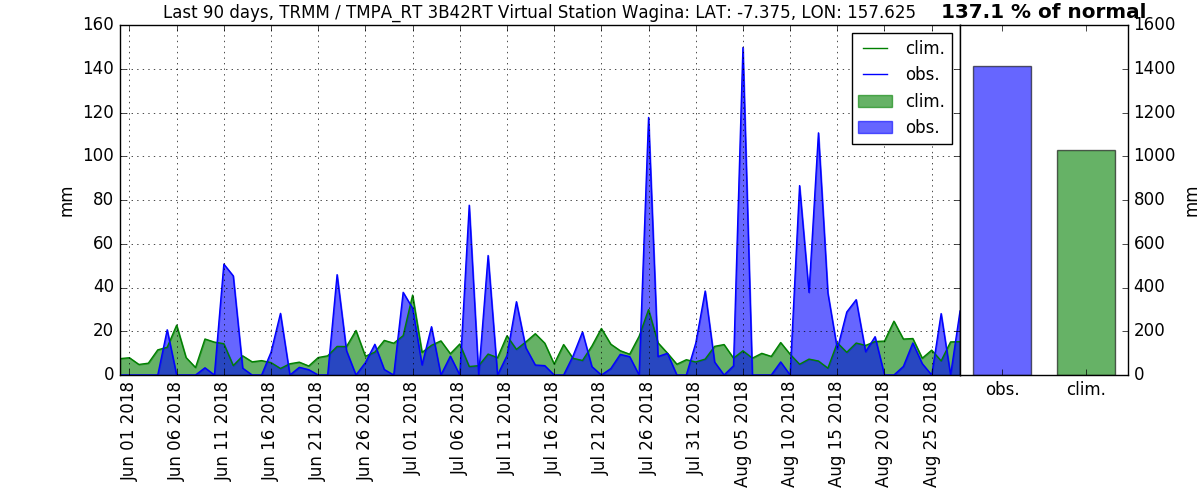 Last 90 days, TRMM / TMPA_RT 3B42RT Virtual Station Wagina: LAT: -7.375, LON: 157.625
137.1 % of normal
160
140
120
100
80
60
40
20
0
mm
clim.
obs.
clim.
obs.
1600
1400
1200
1000
800
600
400
200
0
mm
obs.
clim.
Jun 01 2018
Jun 06 2018
Jun 11 2018
Jun 16 2018
Jun 21 2018
Jun 26 2018
Jul 01 2018
Jul 06 2018
Jul 11 2018
Jul 16 2018
Jul 21 2018
Jul 26 2018
Jul 31 2018
Aug 05 2018
Aug 10 2018
Aug 15 2018
Aug 20 2018
Aug 25 2018